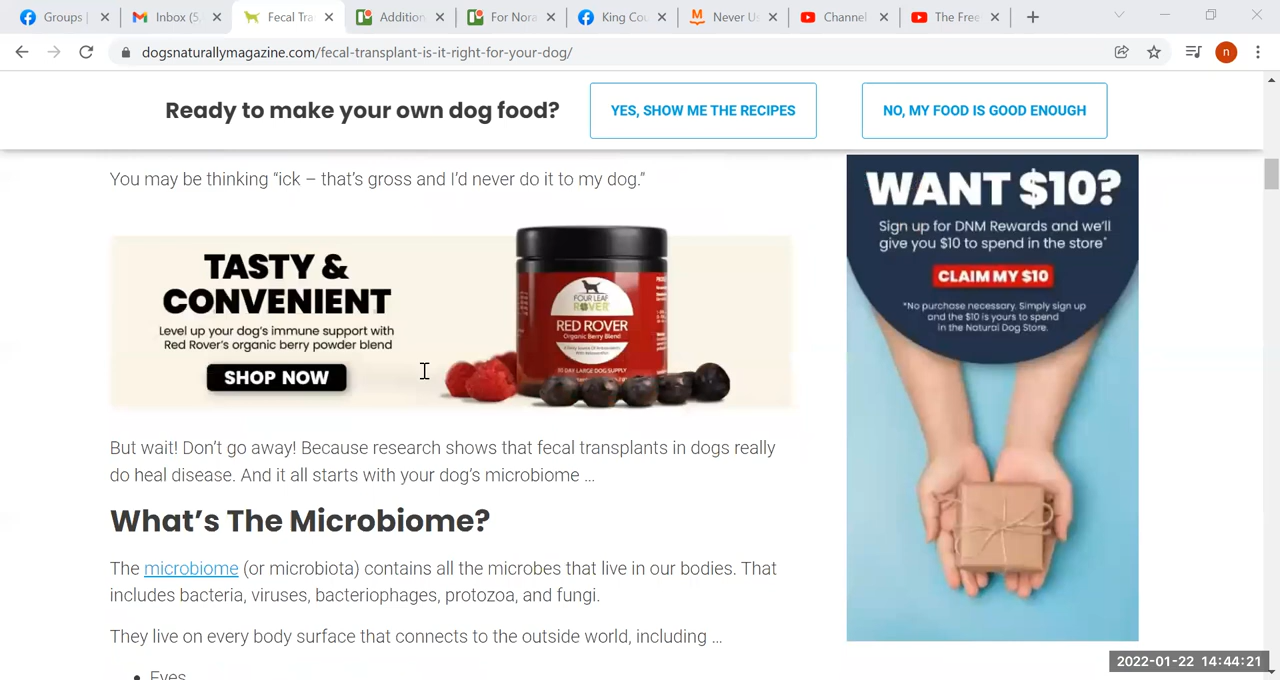 Groups |
Inbox (5,
Fecal Tra
Addition
For Nora
King Cou
Never Us
Channel
The Free
dogsnaturallymagazine.com/fecal-transplant-is-it-right-for-your-dog/
n
Ready to make your own dog food?
YES, SHOW ME THE RECIPES
NO, MY FOOD IS GOOD ENOUGH
You may be thinking “ick – that’s gross and I’d never do it to my dog.”
TASTY &
CONVENIENT
Level up your dog's immune support with
Red Rover's organic berry powder blend
SHOP NOW
FOUR LEAF
ROVER
RED ROVER
Organic Berry Blend
But wait! Don’t go away! Because research shows that fecal transplants in dogs really
do heal disease. And it all starts with your dog’s microbiome …
What’s The Microbiome?
The microbiome (or microbiota) contains all the microbes that live in our bodies. That
includes bacteria, viruses, bacteriophages, protozoa, and fungi.
They live on every body surface that connects to the outside world, including …
• Eyes
WANT $10?
Sign up for DNM Rewards and we'll
give you $10 to spend in the store*
CLAIM MY $10
*No purchase necessary. Simply sign up
and the $10 is yours to spend
in the Natural Dog Store.
2022-01-22 14:44:21